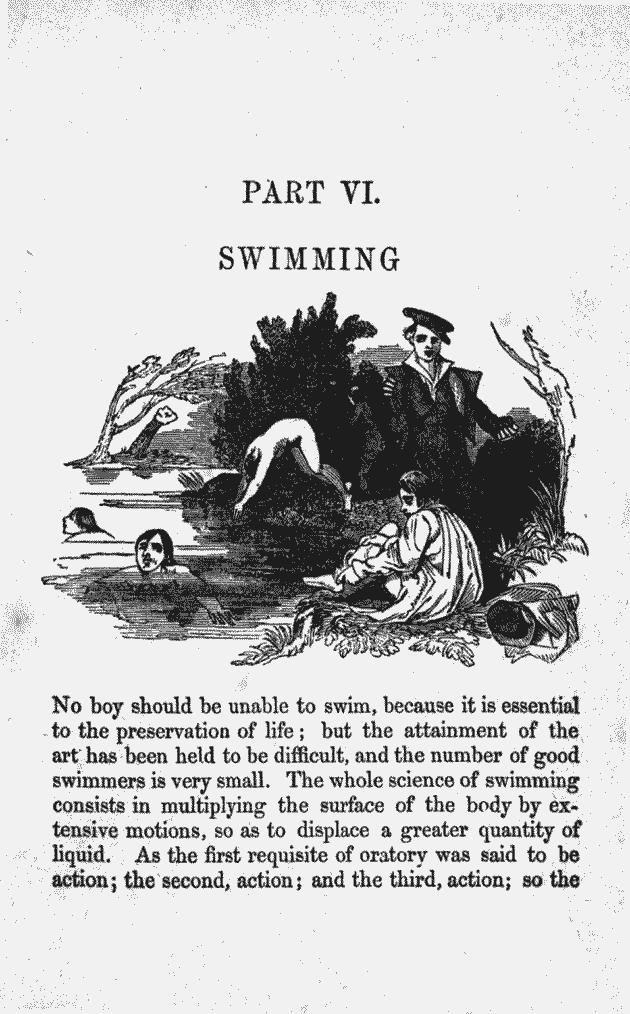 PART VI.
SWIMMING
No boy should be unable to swim, because it is essential
to the preservation of life; but the attainment of the
art has been held to be difficult, and the number of good
swimmers is very small. The whole science of swimming
consists in multiplying the surface of the body by ex-
tensive motions, so as to displace a greater quantity of
liquid. As the first requisite of oratory was said to be
action; the second, action; and the third, action; so the